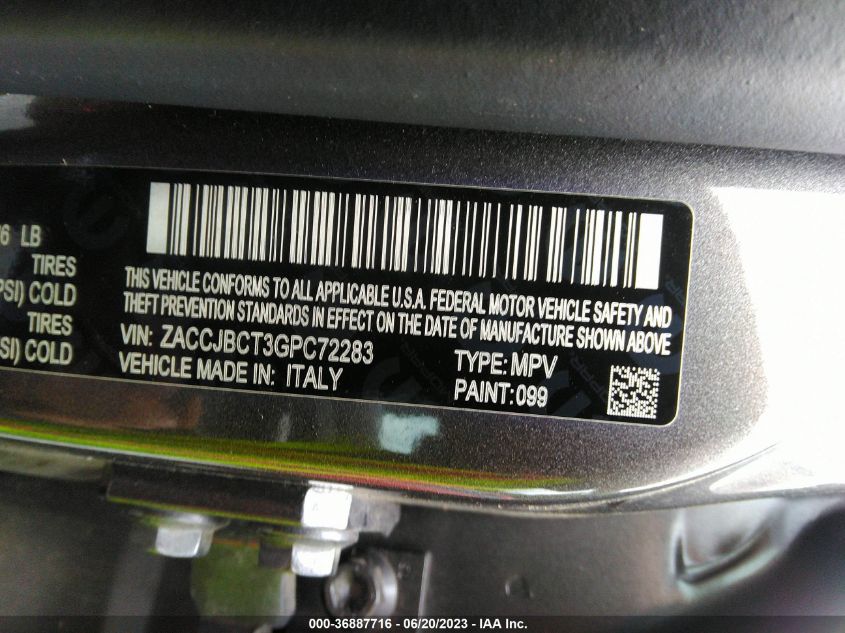 6 LB
TIRES
PSI) COLD
TIRES
SI) COLD
THIS VEHICLE CONFORMS TO ALL APPLICABLE U.S.A. FEDERAL MOTOR VEHICLE SAFETY AND
THEFT PREVENTION STANDARDS IN EFFECT ON THE DATE OF MANUFACTURE SHOWN ABOVE
VIN: ZACCJBCT3GPC72283
TYPE: MPV
VEHICLE MADE IN: ITALY
PAINT: 099
000-36887716 - 06/20/2023 - IAA Inc.